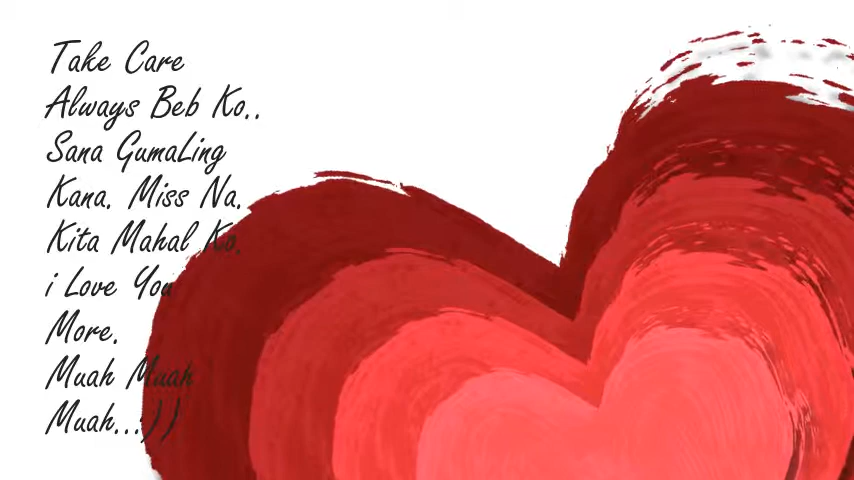 Take Care
Always Beb Ko..
Sana GumaLing
Kana. Miss Na.
Kita Mahal Ko.
i Love You
More.
Muah Muah
Muah...))